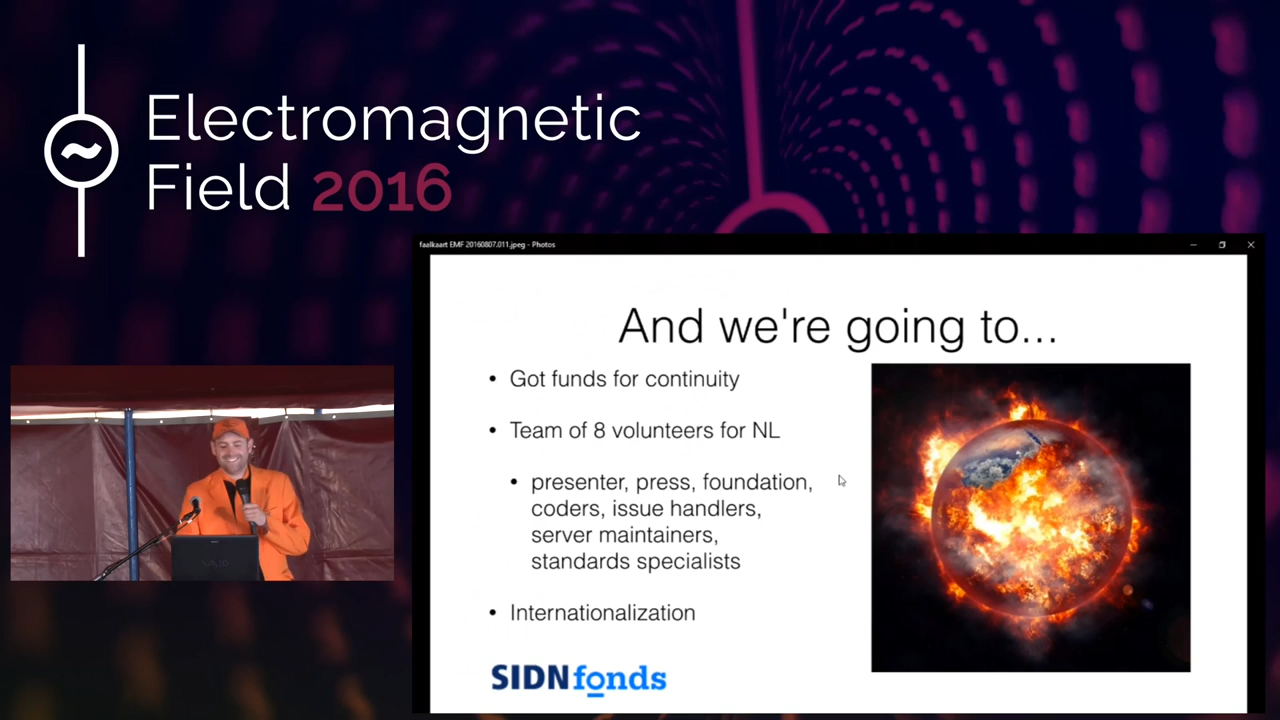 Electromagnetic
Field 2016
faalkaart EMF 20160807.011.jpeg - Photos
And we're going to...
• Got funds for continuity
• Team of 8 volunteers for NL
• presenter, press, foundation,
coders, issue handlers,
server maintainers,
standards specialists
• Internationalization
SIDNfonds
VAIO